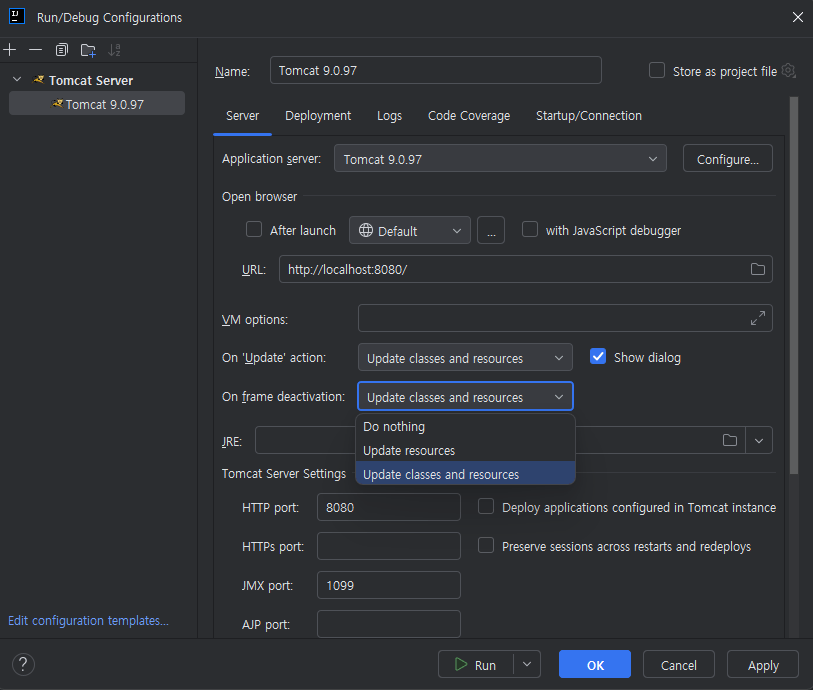 IJ
Run/Debug Configurations
Tomcat Server
Tomcat 9.0.97
Edit configuration templates...
Name: Tomcat 9.0.97 Store as project file
Server Deployment Logs Code Coverage Startup/Connection
Application server: Tomcat 9.0.97 Configure...
Open browser
After launch Default ... with JavaScript debugger
URL: http://localhost:8080/
VM options:
On 'Update' action: Update classes and resources Show dialog
On frame deactivation: Update classes and resources
Do nothing
Update resources
Update classes and resources
JRE:
Tomcat Server Settings
HTTP port: 8080 Deploy applications configured in Tomcat instance
HTTPs port: Preserve sessions across restarts and redeploys
JMX port: 1099
AJP port:
? Run OK Cancel Apply